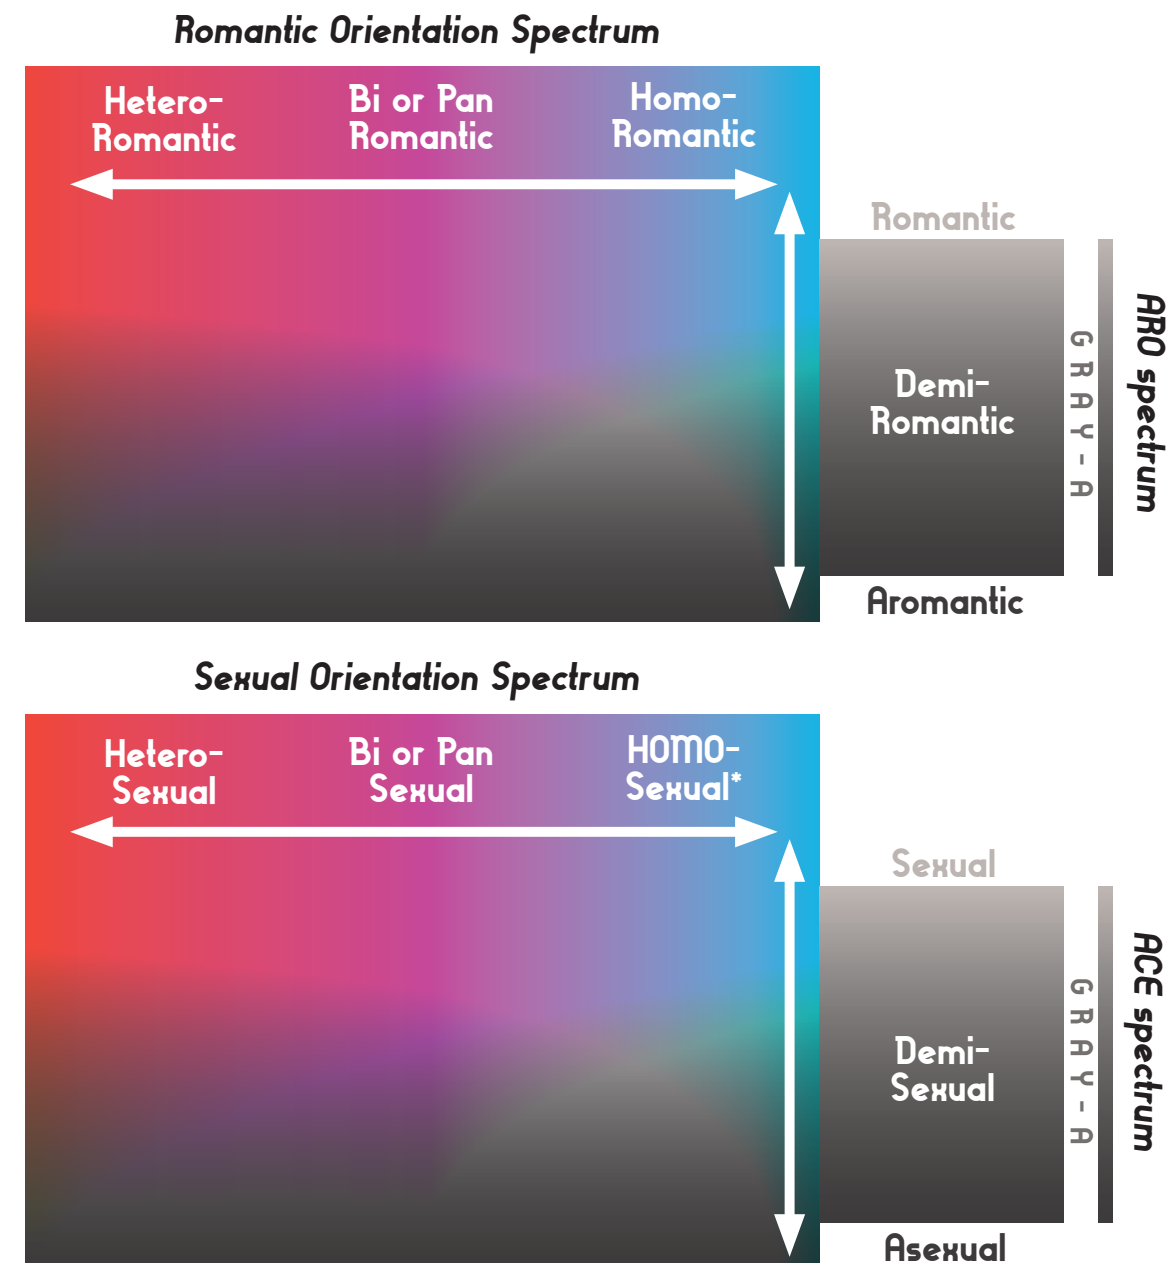 Romantic Orientation Spectrum
Hetero-
Romantic
Bi or Pan
Romantic
Homo-
Romantic
Romantic
Demi-
Romantic
Aromantic
GRAY-A
ARO spectrum
Sexual Orientation Spectrum
Hetero-
Sexual
Bi or Pan
Sexual
HOMO-
Sexual*
Sexual
Demi-
Sexual
Asexual
GRAY-A
ACE spectrum